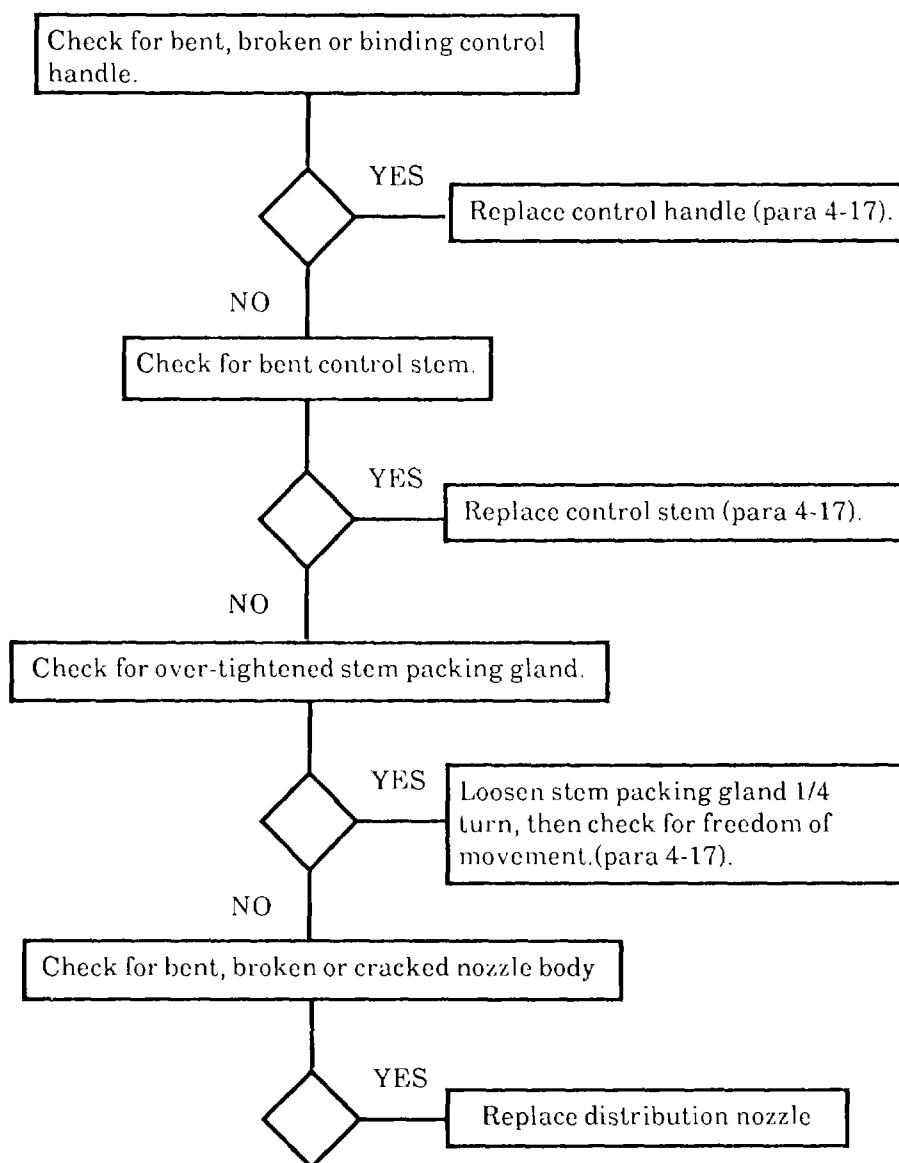 Check for bent, broken or binding control
handle.
YES
Replace control handle (para 4-17).
NO
Check for bent control stem.
YES
Replace control stem (para 4-17).
NO
Check for over-tightened stem packing gland.
YES
Loosen stem packing gland 1/4
turn, then check for freedom of
movement.(para 4-17).
NO
Check for bent, broken or cracked nozzle body
YES
Replace distribution nozzle